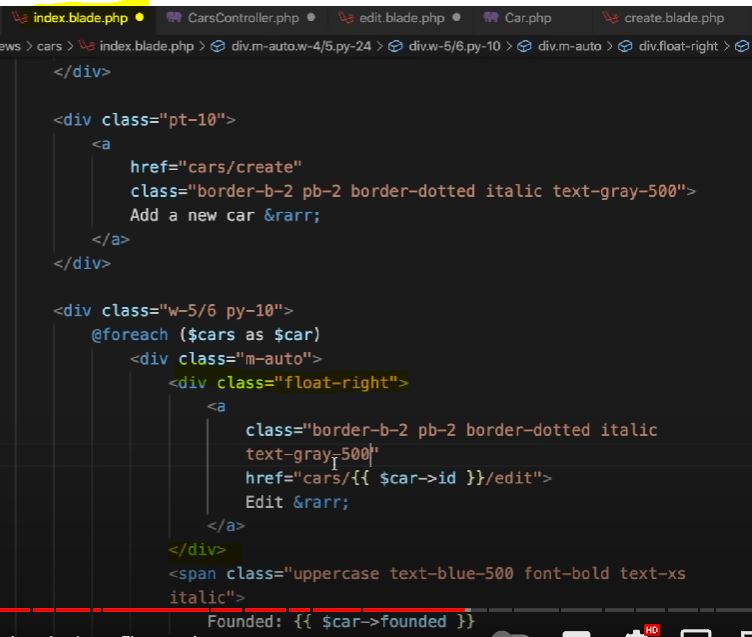 index.blade.php
CarsController.php
edit.blade.php
Car.php
create.blade.php
ews > cars > index.blade.php > div.m-auto.w-4/5.py-24 > div.w-5/6.py-10 > div.m-auto > div.float-right >
</div>
<div class="pt-10">
<a
href="cars/create"
class="border-b-2 pb-2 border-dotted italic text-gray-500">
Add a new car &rarr;
</a>
</div>
<div class="w-5/6 py-10">
@foreach ($cars as $car)
<div class="m-auto">
<div class="float-right">
<a
class="border-b-2 pb-2 border-dotted italic
text-gray-500"
href="cars/{{ $car->id }}/edit">
Edit &rarr;
</a>
</div>
<span class="uppercase text-blue-500 font-bold text-xs
italic">
Founded: {{ $car->founded }}
HD